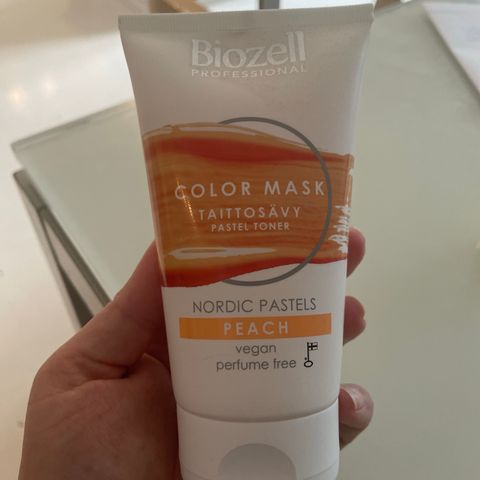 Biozell
PROFESSIONAL
COLOR MASK
TAITTOSÄVY
PASTEL TONER
NORDIC PASTELS
PEACH
vegan
perfume free